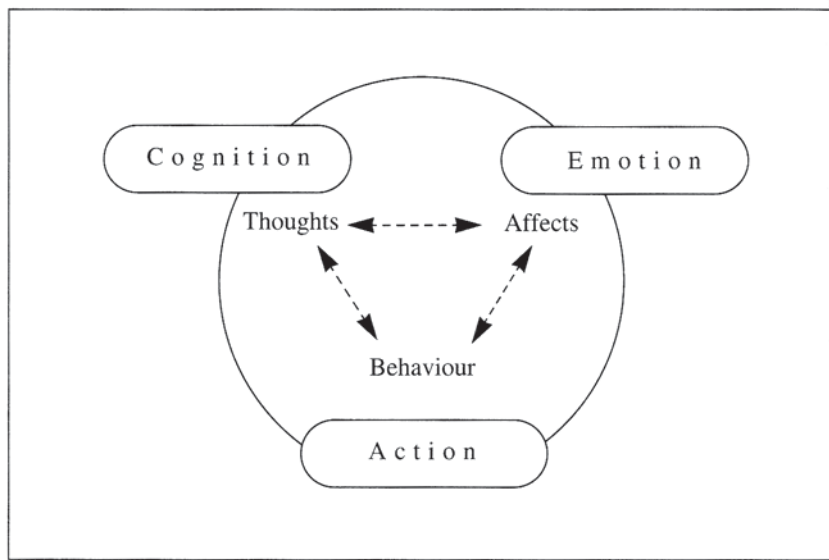 Cognition
Emotion
Thoughts
Affects
Behaviour
Action